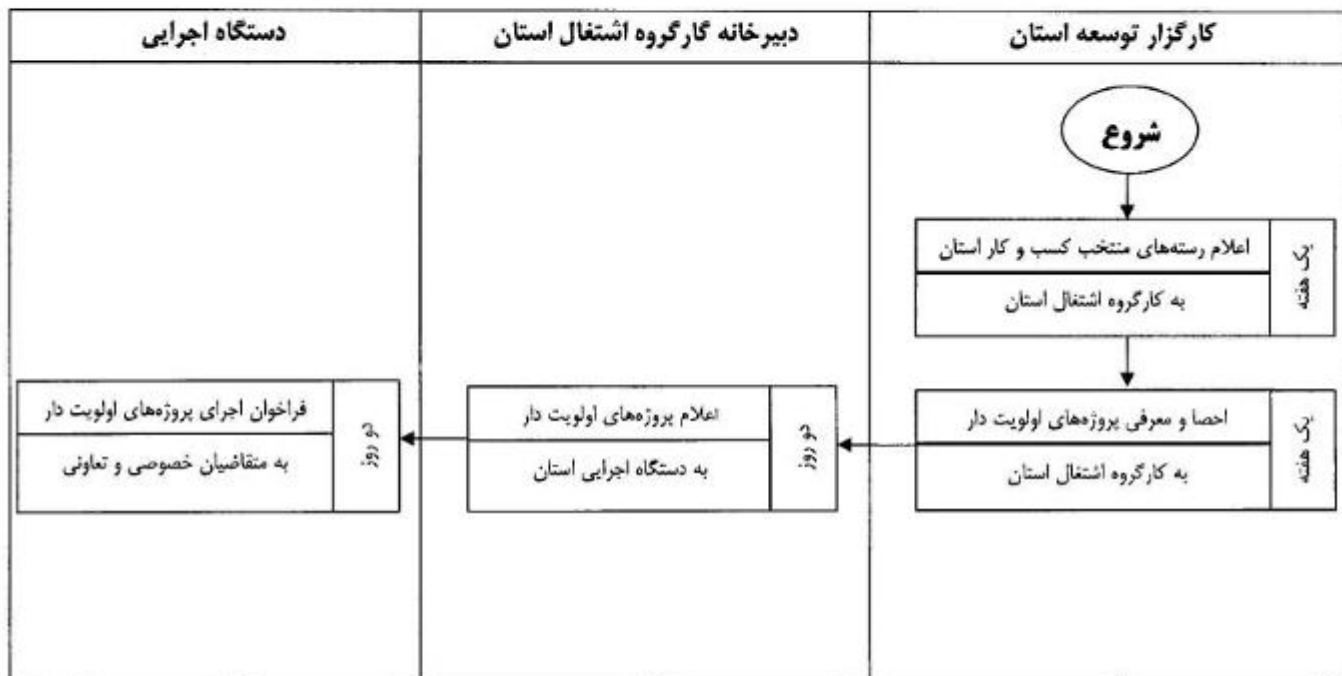 کارگزار توسعه استان
دبیرخانه گارگروه اشتغال استان
دستگاه اجرایی
شروع
یک هفته
اعلام رسته‌های منتخب کسب و کار استان
به کارگروه اشتغال استان
یک هفته
احصا و معرفی پروژه‌های اولویت دار
به کارگروه اشتغال استان
دو روز
اعلام پروژه‌های اولویت دار
به دستگاه اجرایی استان
دو روز
فراخوان اجرای پروژه‌های اولویت دار
به متقاضیان خصوصی و تعاونی